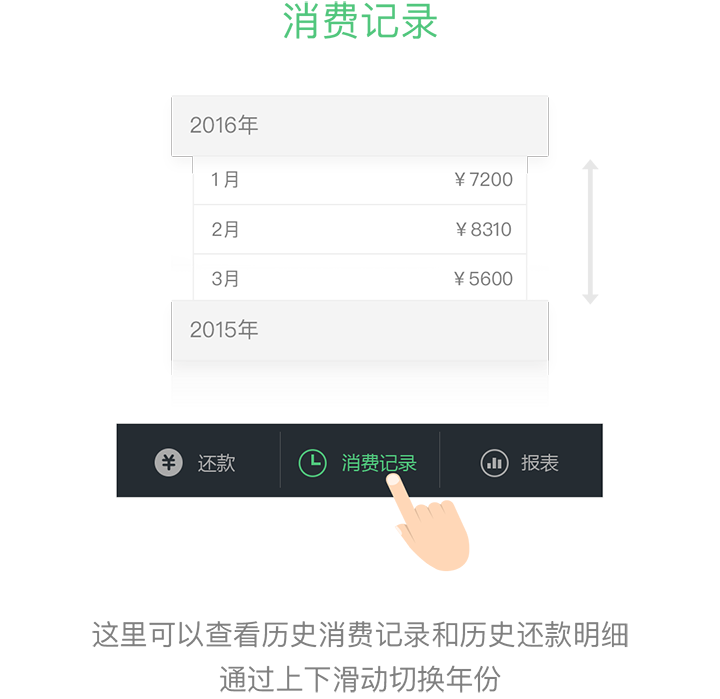 消费记录
2016年
1月 ￥7200
2月 ￥8310
3月 ￥5600
2015年
还款 消费记录 报表
这里可以查看历史消费记录和历史还款明细
通过上下滑动切换年份